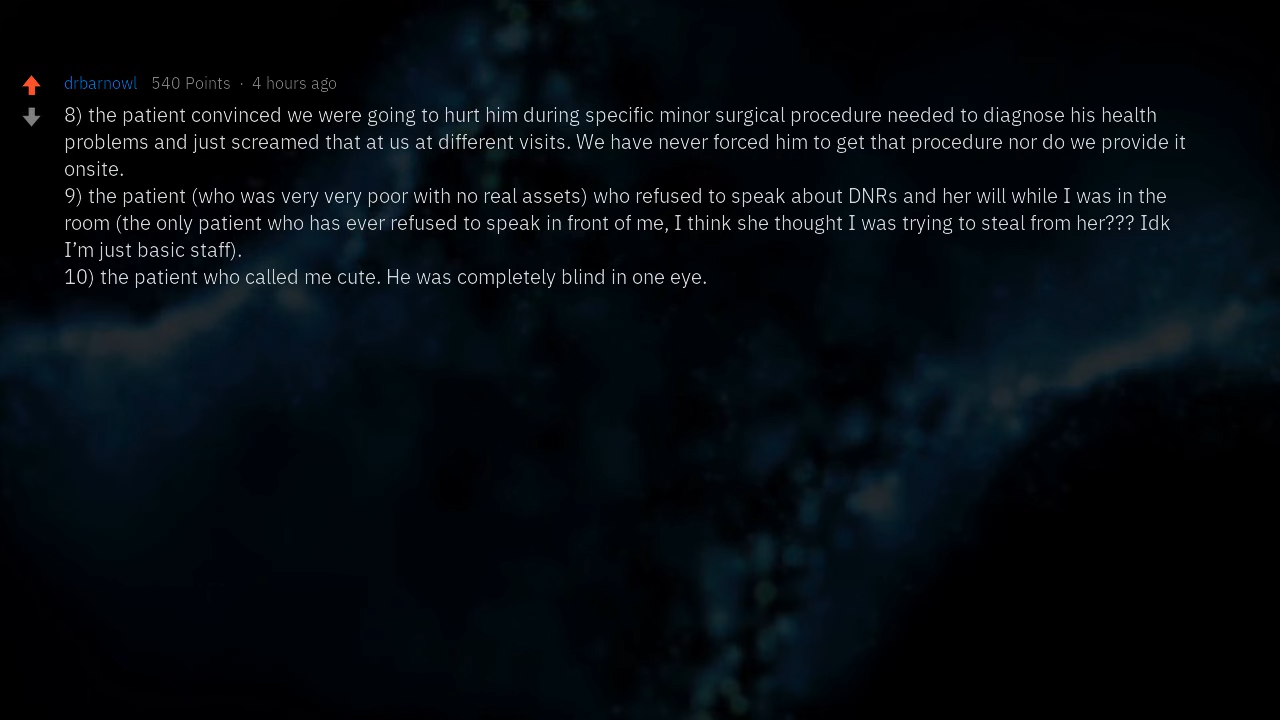 drbarnowl 540 Points · 4 hours ago
8) the patient convinced we were going to hurt him during specific minor surgical procedure needed to diagnose his health
problems and just screamed that at us at different visits. We have never forced him to get that procedure nor do we provide it
onsite.
9) the patient (who was very very poor with no real assets) who refused to speak about DNRs and her will while I was in the
room (the only patient who has ever refused to speak in front of me, I think she thought I was trying to steal from her??? Idk
I’m just basic staff).
10) the patient who called me cute. He was completely blind in one eye.